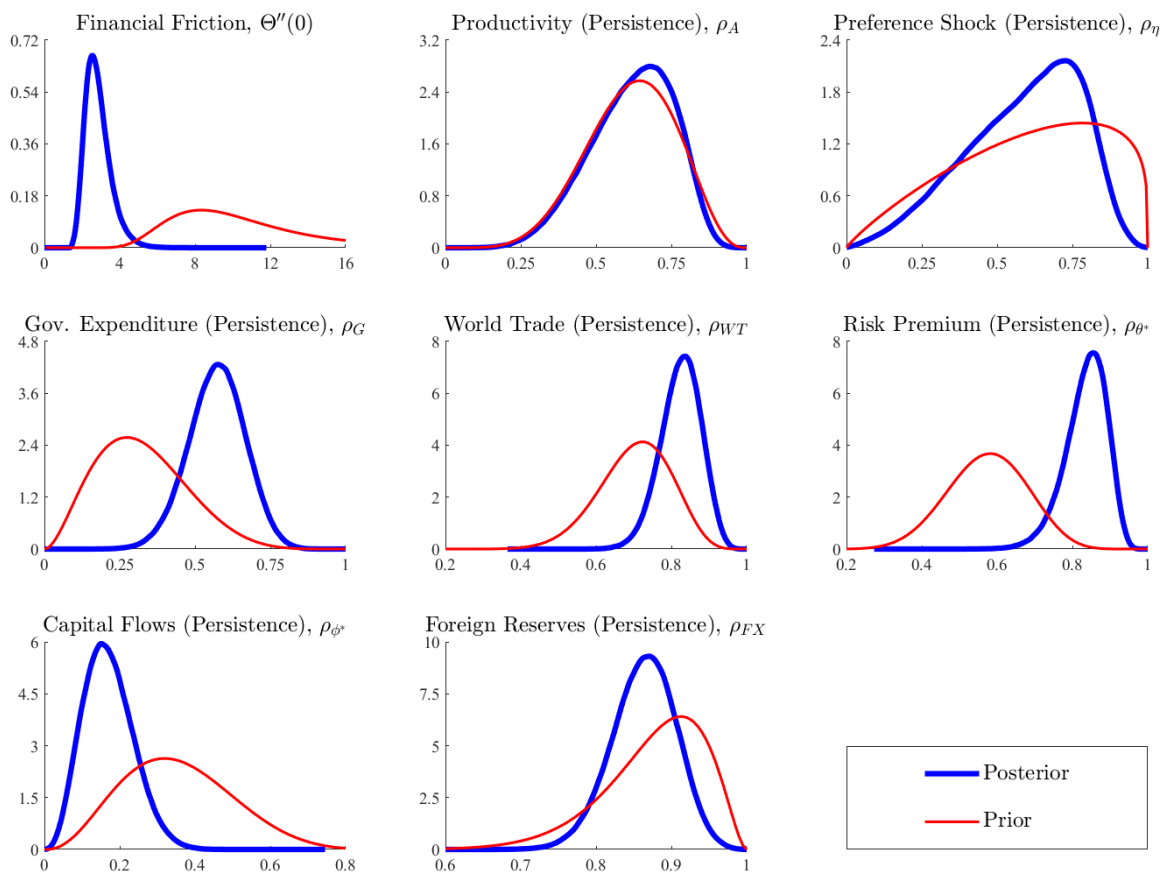 Financial Friction, Θ''(0)
0.72
0.54
0.36
0.18
0
0 4 8 12 16
Productivity (Persistence), ρ_A
3.2
2.4
1.6
0.8
0
0 0.25 0.5 0.75 1
Preference Shock (Persistence), ρ_η
2.4
1.8
1.2
0.6
0
0 0.25 0.5 0.75 1
Gov. Expenditure (Persistence), ρ_G
4.8
3.6
2.4
1.2
0
0 0.25 0.5 0.75 1
World Trade (Persistence), ρ_WT
8
6
4
2
0
0.2 0.4 0.6 0.8 1
Risk Premium (Persistence), ρ_θ*
8
6
4
2
0
0.2 0.4 0.6 0.8 1
Capital Flows (Persistence), ρ_ϕ*
6
4.5
3
1.5
0
0 0.2 0.4 0.6 0.8
Foreign Reserves (Persistence), ρ_FX
10
7.5
5
2.5
0
0.6 0.7 0.8 0.9 1
Posterior
Prior